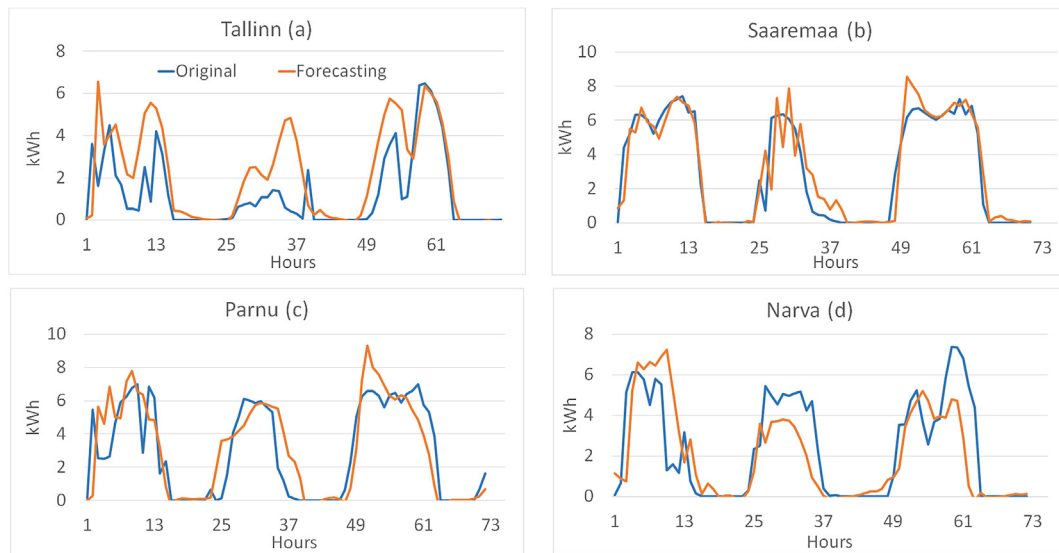 Tallinn (a)
8
6
4
2
0
kWh
Original Forecasting
1 13 25 37 49 61
Hours
Saaremaa (b)
10
8
6
4
2
0
kWh
1 13 25 37 49 61 73
Hours
Parnu (c)
10
8
6
4
2
0
kWh
1 13 25 37 49 61 73
Hours
Narva (d)
8
6
4
2
0
kWh
1 13 25 37 49 61 73
Hours